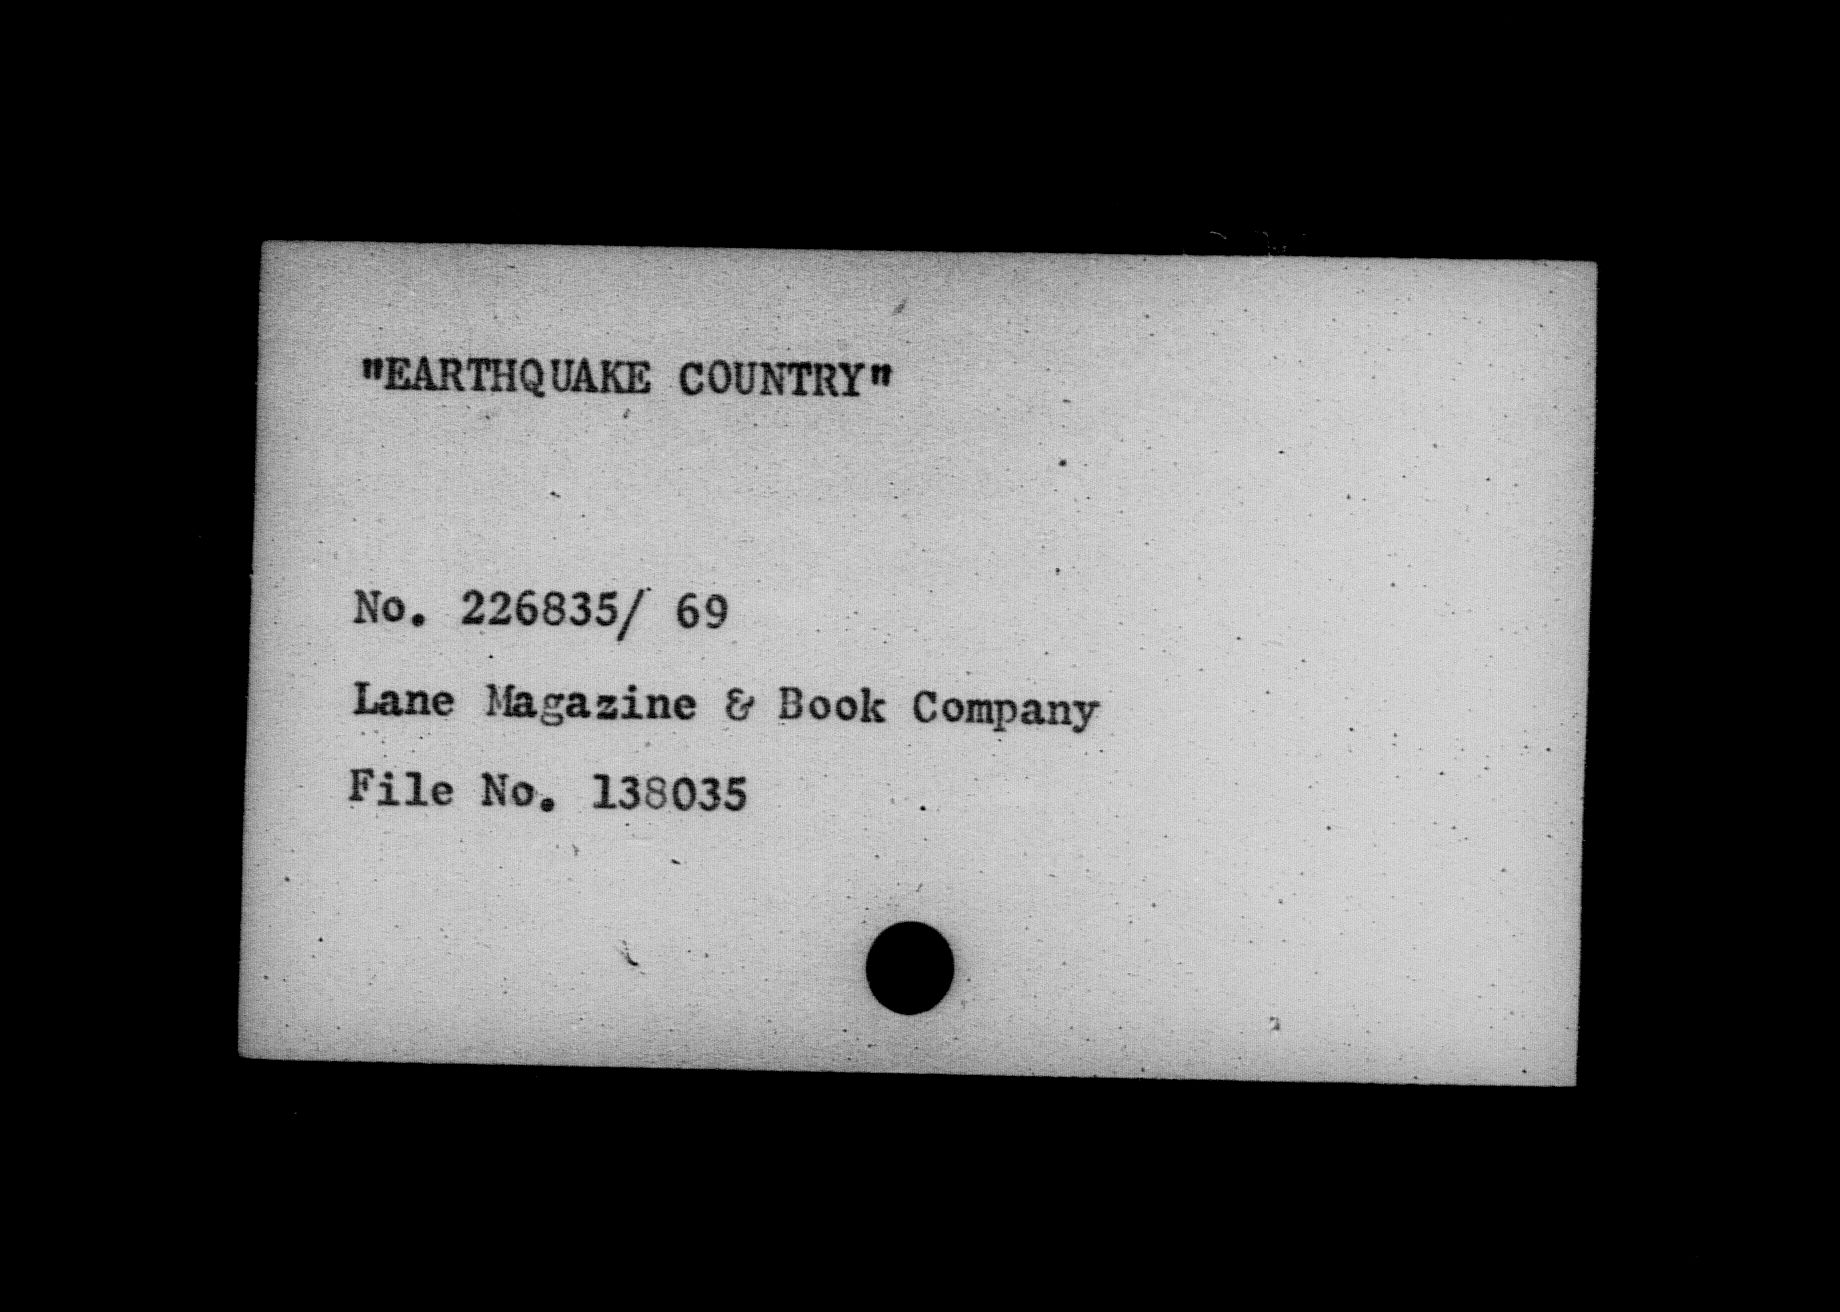 "EARTHQUAKE COUNTRY"
No. 226835/ 69
Lane Magazine & Book Company
File No. 138035